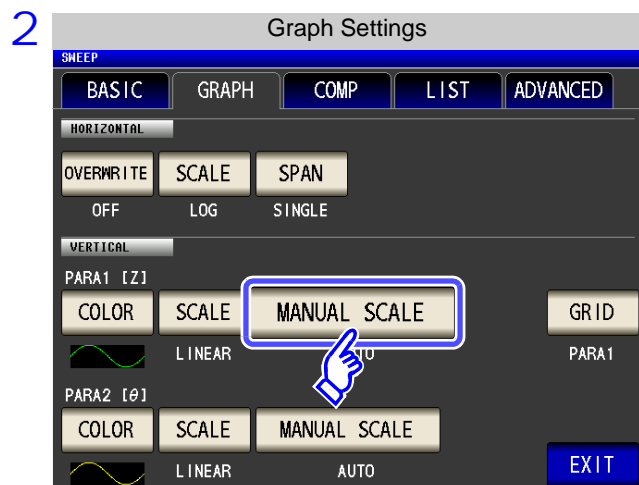 2
Graph Settings
SWEEP
BASIC GRAPH COMP LIST ADVANCED
HORIZONTAL
OVERWRITE SCALE SPAN
OFF LOG SINGLE
VERTICAL
PARA1 [Z]
COLOR SCALE MANUAL SCALE GRID
LINEAR PARA1
PARA2 [θ]
COLOR SCALE MANUAL SCALE
LINEAR AUTO EXIT